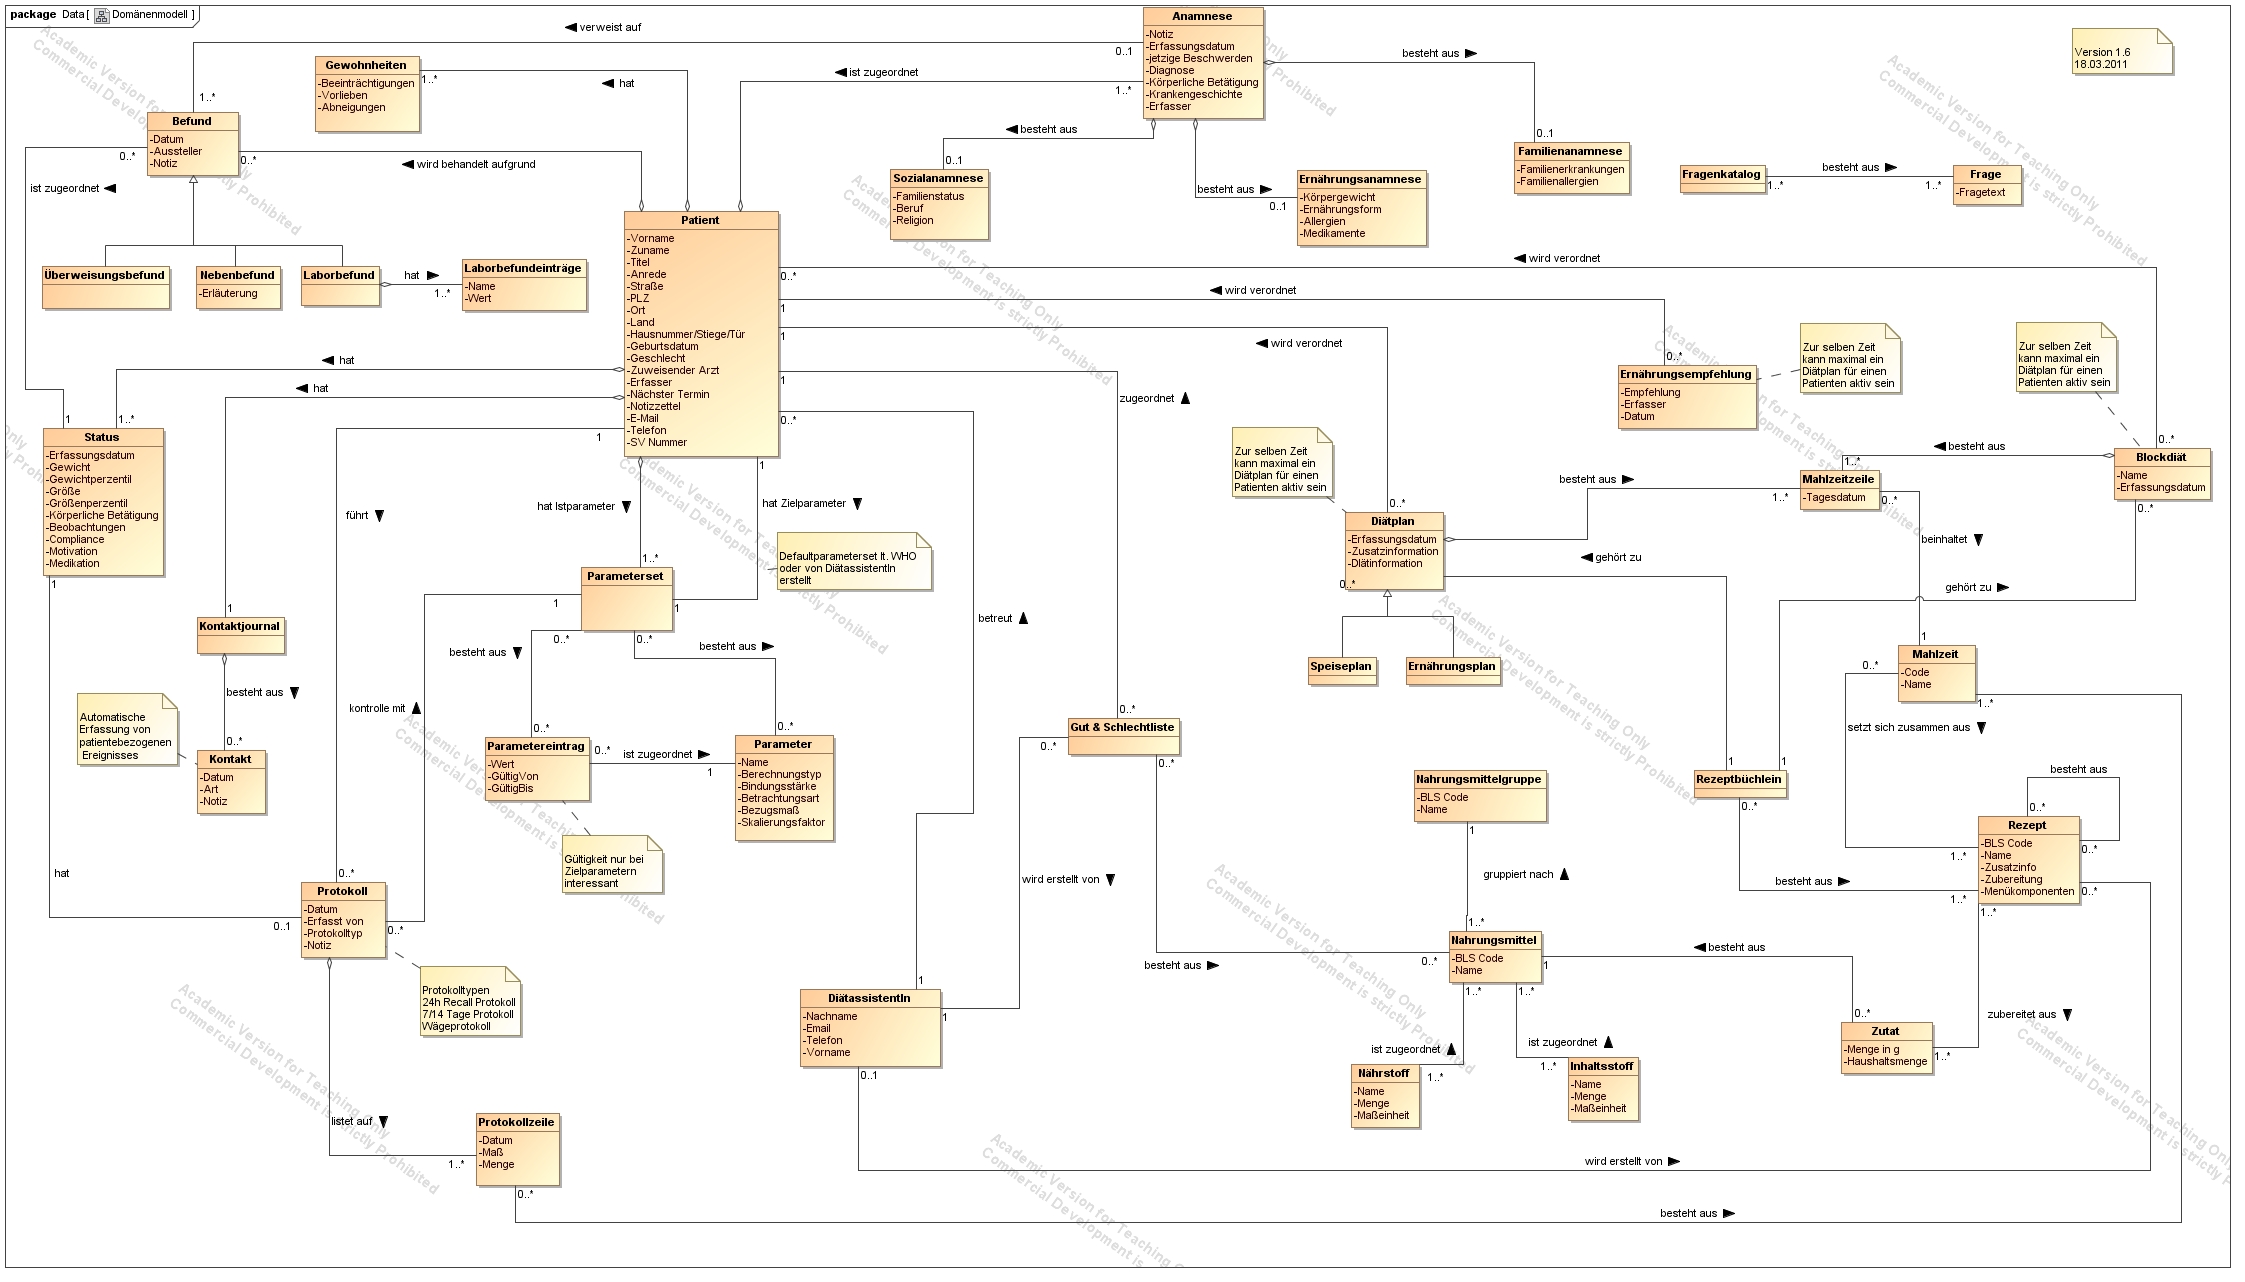 package Data [ Domänenmodell ]
Version 1.6
18.03.2011
Anamnese
-Notiz
-Erfassungsdatum
-jetzige Beschwerden
-Diagnose
-Körperliche Betätigung
-Krankengeschichte
-Erfasser
verweist auf
0..1
1..*
ist zugeordnet
1..*
besteht aus
0..1
besteht aus
0..1
besteht aus
0..1
Gewohnheiten
-Beeinträchtigungen
-Vorlieben
-Abneigungen
1..*
hat
Befund
-Datum
-Aussteller
-Notiz
0..*
0..*
wird behandelt aufgrund
ist zugeordnet
Sozialanamnese
-Familienstatus
-Beruf
-Religion
Ernährungsanamnese
-Körpergewicht
-Ernährungsform
-Allergien
-Medikamente
Familienanamnese
-Familienerkrankungen
-Familienallergien
Fragenkatalog
1..*
besteht aus
1..*
Frage
-Fragetext
Überweisungsbefund
Nebenbefund
-Erläuterung
Laborbefund
hat
1..*
Laborbefundeinträge
-Name
-Wert
Patient
-Vorname
-Zuname
-Titel
-Anrede
-Straße
-PLZ
-Ort
-Land
-Hausnummer/Stiege/Tür
-Geburtsdatum
-Geschlecht
-Zuweisender Arzt
-Erfasser
-Nächster Termin
-Notizzettel
-E-Mail
-Telefon
-SV Nummer
wird verordnet
0..*
0..*
wird verordnet
1
0..*
wird verordnet
1
0..*
zugeordnet
1
0..*
0..*
hat
1
1..*
hat
1
1
führt
0..*
hat Istparameter
1..*
1
hat Zielparameter
1
Ernährungsempfehlung
-Empfehlung
-Erfasser
-Datum
Zur selben Zeit
kann maximal ein
Diätplan für einen
Patienten aktiv sein
Zur selben Zeit
kann maximal ein
Diätplan für einen
Patienten aktiv sein
Zur selben Zeit
kann maximal ein
Diätplan für einen
Patienten aktiv sein
Status
-Erfassungsdatum
-Gewicht
-Gewichtperzentil
-Größe
-Größenperzentil
-Körperliche Betätigung
-Beobachtungen
-Compliance
-Motivation
-Medikation
1
hat
0..1
Blockdiät
-Name
-Erfassungsdatum
0..*
besteht aus
1..*
Mahlzeitzeile
-Tagesdatum
besteht aus
1..*
0..*
beinhaltet
1
Diätplan
-Erfassungsdatum
-Zusatzinformation
-DIätinformation
0..*
gehört zu
1
gehört zu
1
Speiseplan
Ernährungsplan
Defaultparameterset lt. WHO
oder von DiätassistentIn
erstellt
Parameterset
1
kontrolle mit
0..*
0..*
besteht aus
0..*
0..*
besteht aus
0..*
betreut
1
Kontaktjournal
besteht aus
0..*
Automatische
Erfassung von
patientebezogenen
Ereignisses
Kontakt
-Datum
-Art
-Notiz
Parametereintrag
-Wert
-GültigVon
-GültigBis
0..*
ist zugeordnet
1
Parameter
-Name
-Berechnungstyp
-Bindungsstärke
-Betrachtungsart
-Bezugsmaß
-Skalierungsfaktor
Gültigkeit nur bei
Zielparametern
interessant
Gut & Schlechtliste
0..*
wird erstellt von
1
0..*
besteht aus
0..*
Mahlzeit
-Code
-Name
0..*
setzt sich zusammen aus
1..*
1..*
Rezeptbüchlein
0..*
besteht aus
1..*
besteht aus
0..*
0..*
Rezept
-BLS Code
-Name
-Zusatzinfo
-Zubereitung
-Menükomponenten
0..*
1..*
zubereitet aus
1..*
Nahrungsmittelgruppe
-BLS Code
-Name
1
gruppiert nach
1..*
Nahrungsmittel
-BLS Code
-Name
1
besteht aus
0..*
1..*
ist zugeordnet
1..*
1..*
ist zugeordnet
1..*
Zutat
-Menge in g
-Haushaltsmenge
Nährstoff
-Name
-Menge
-Maßeinheit
Inhaltsstoff
-Name
-Menge
-Maßeinheit
Protokoll
-Datum
-Erfasst von
-Protokolltyp
-Notiz
Protokolltypen
24h Recall Protokoll
7/14 Tage Protokoll
Wägeprotokoll
DiätassistentIn
-Nachname
-Email
-Telefon
-Vorname
0..1
wird erstellt von
listet auf
1..*
Protokollzeile
-Datum
-Maß
-Menge
0..*
besteht aus
Academic Version for Teaching Only
Commercial Development is strictly Prohibited